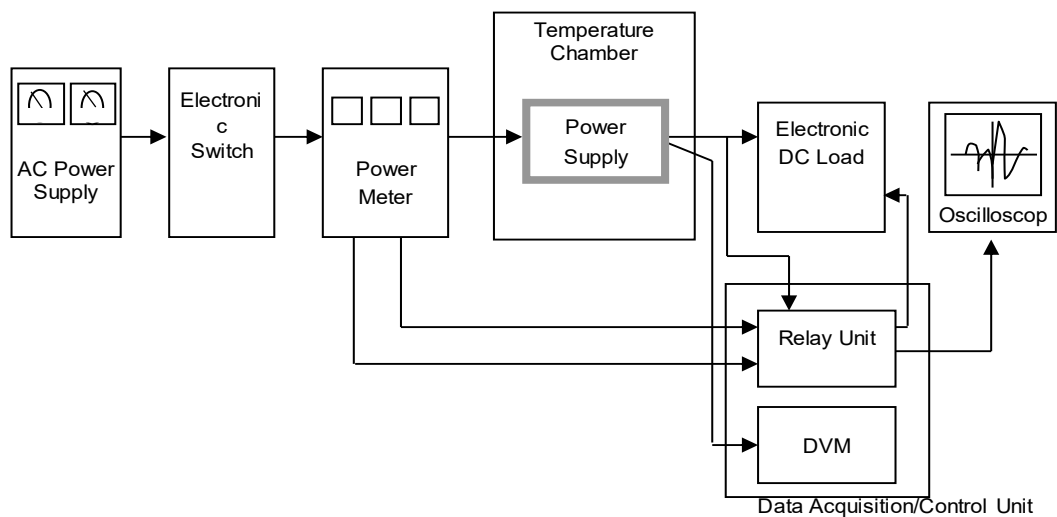 Temperature
Chamber
AC Power
Supply
Electroni
c
Switch
Power
Meter
Power
Supply
Electronic
DC Load
Oscilloscop
Relay Unit
DVM
Data Acquisition/Control Unit